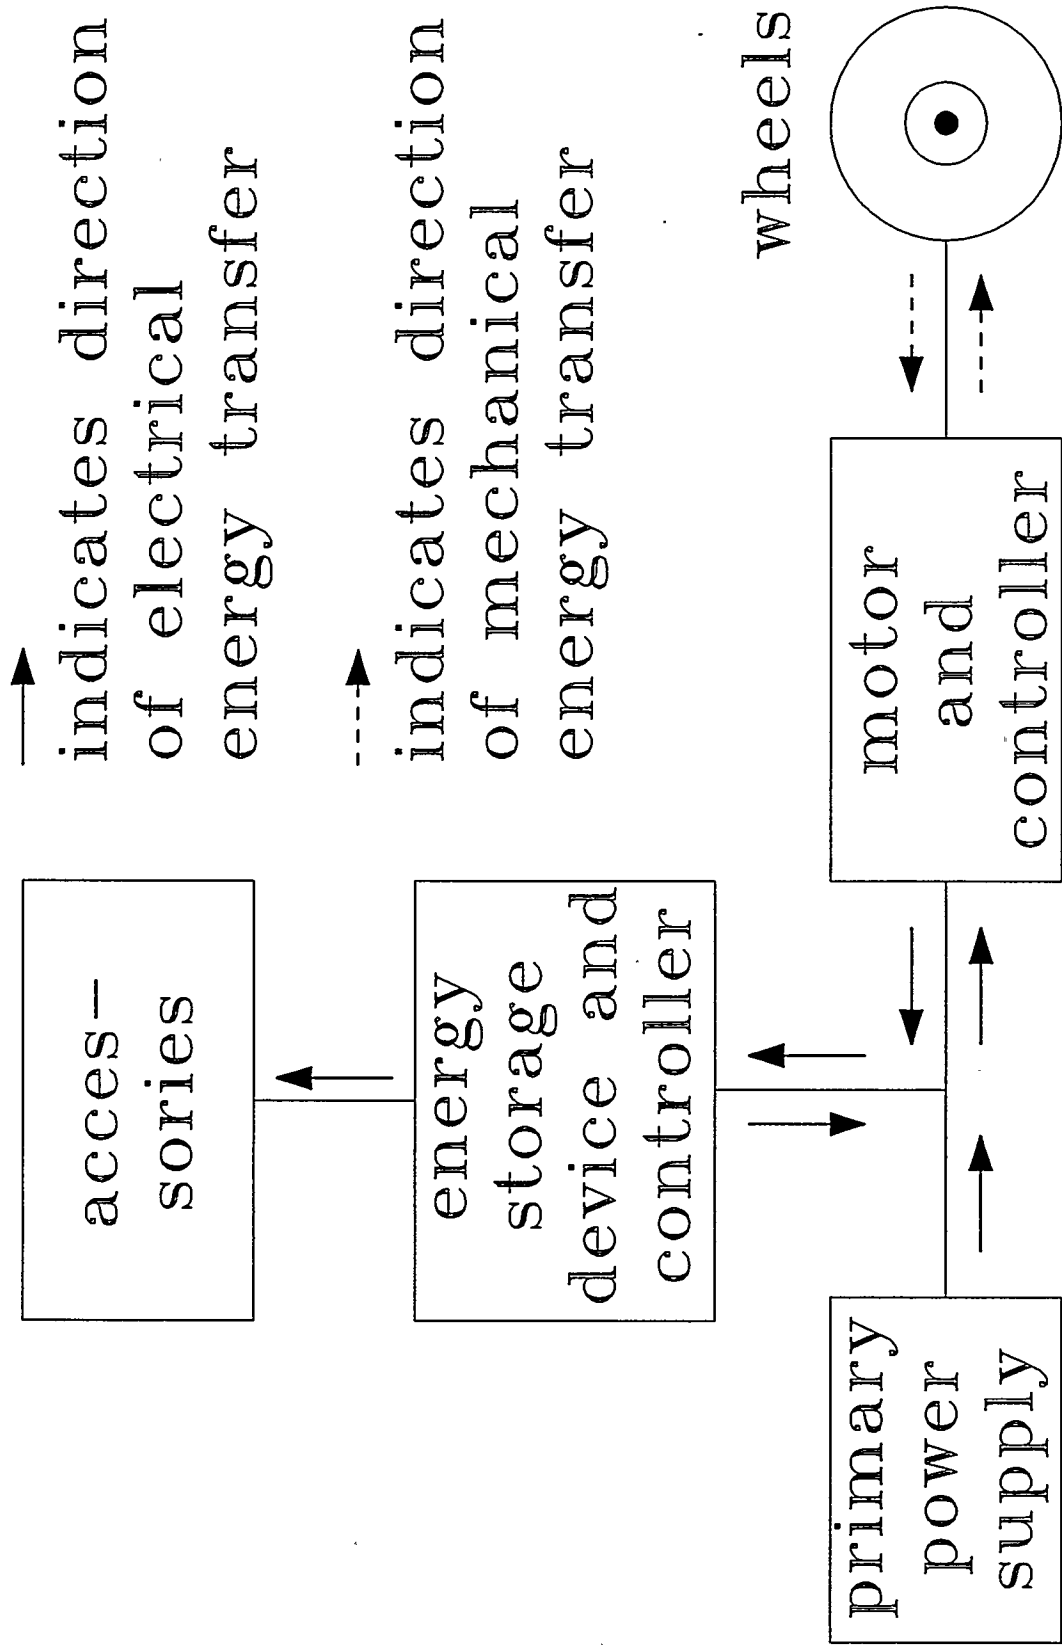 acces-
sories
energy
storage
device and
controller
primary
power
supply
motor
and
controller
wheels
indicates direction
of electrical
energy transfer
indicates direction
of mechanical
energy transfer